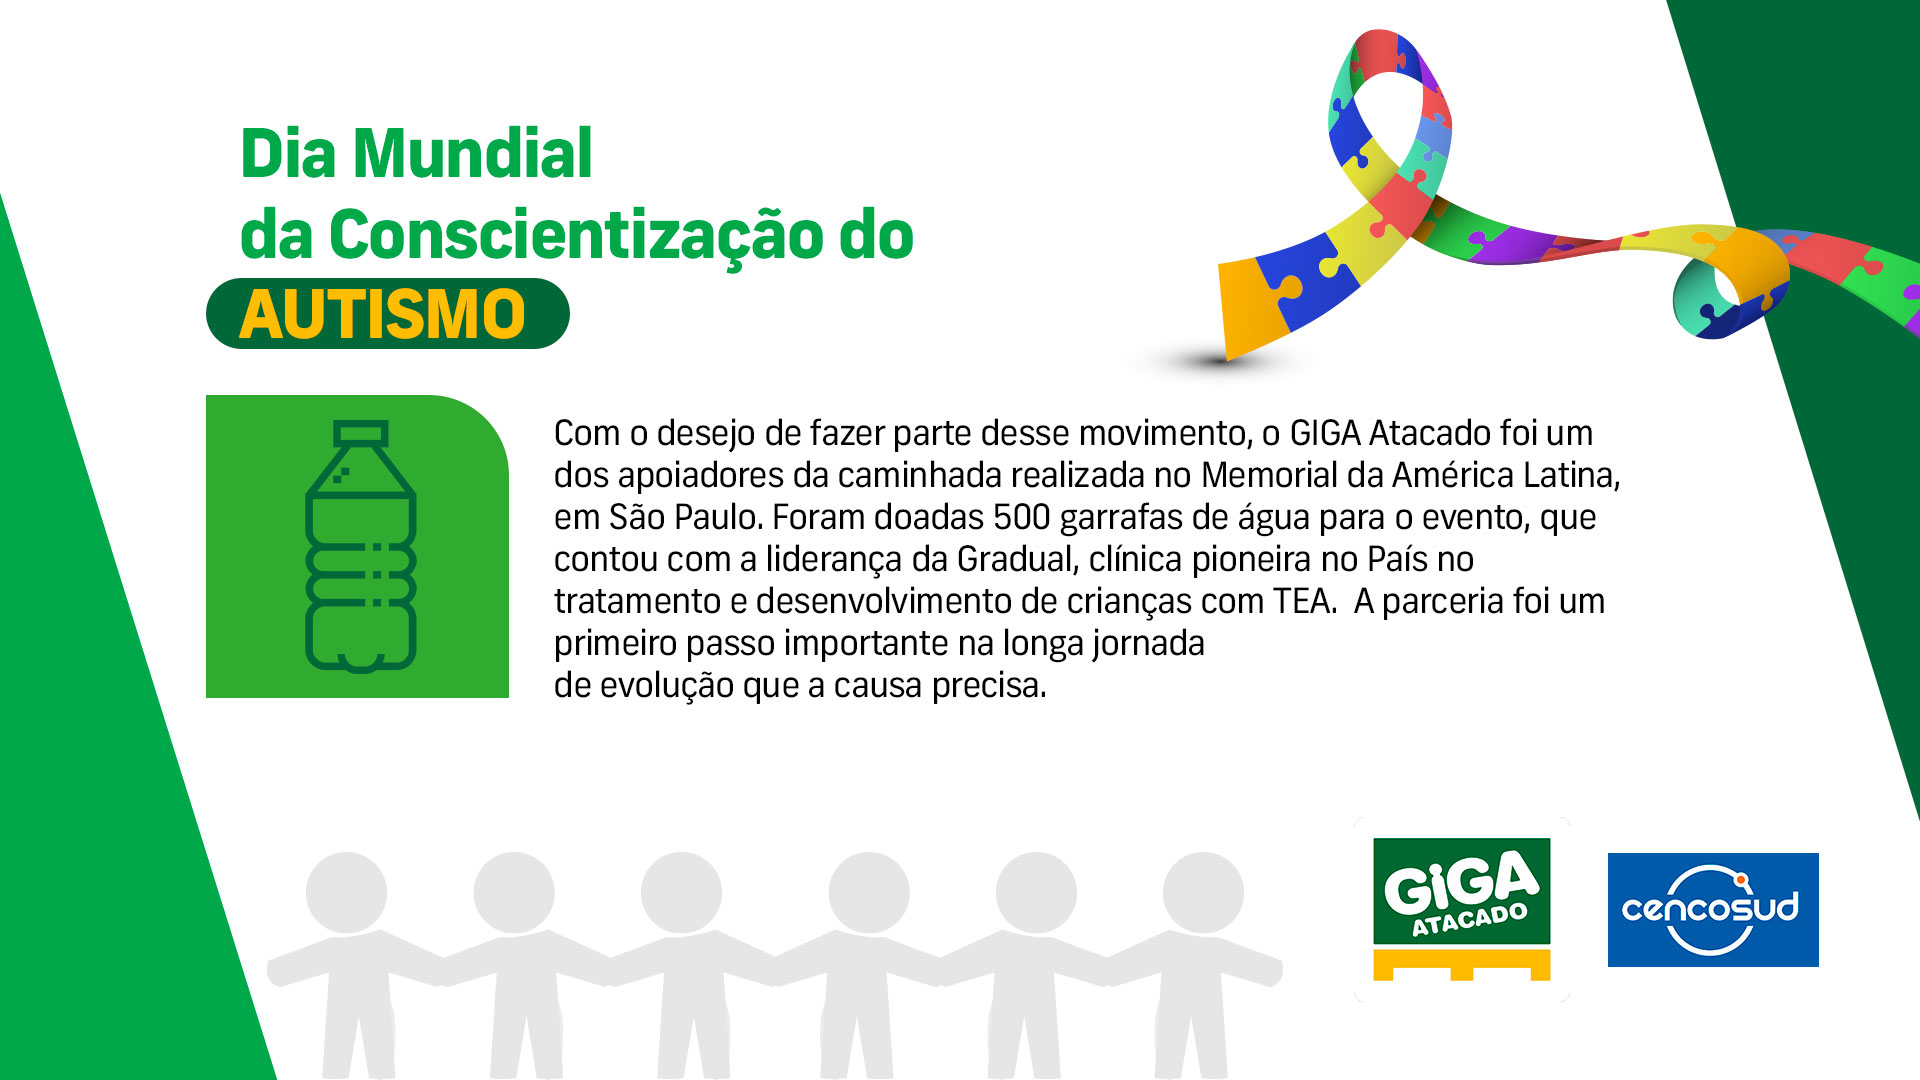 Dia Mundial
da Conscientização do
AUTISMO
Com o desejo de fazer parte desse movimento, o GIGA Atacado foi um
dos apoiadores da caminhada realizada no Memorial da América Latina,
em São Paulo. Foram doadas 500 garrafas de água para o evento, que
contou com a liderança da Gradual, clínica pioneira no País no
tratamento e desenvolvimento de crianças com TEA.  A parceria foi um
primeiro passo importante na longa jornada
de evolução que a causa precisa.
GiGA
ATACADO
cencosud